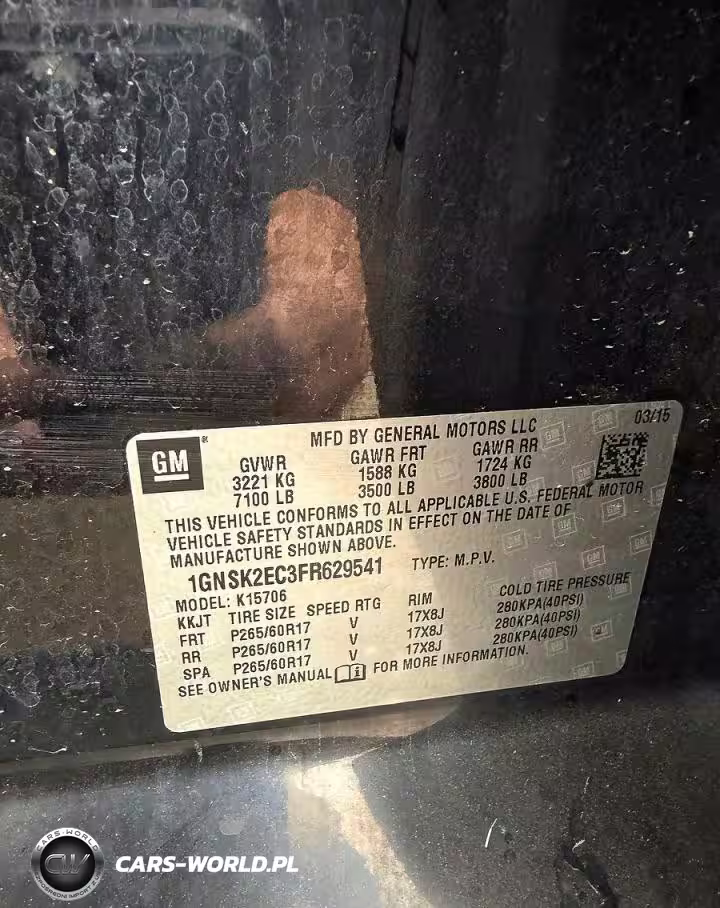 GM
MFD BY GENERAL MOTORS LLC 03/15
GVWR GAWR FRT GAWR RR
3221 KG 1588 KG 1724 KG
7100 LB 3500 LB 3800 LB
THIS VEHICLE CONFORMS TO ALL APPLICABLE U.S. FEDERAL MOTOR
VEHICLE SAFETY STANDARDS IN EFFECT ON THE DATE OF
MANUFACTURE SHOWN ABOVE.
1GNSK2EC3FR629541 TYPE: M.P.V.
MODEL: K15706
KKJT TIRE SIZE SPEED RTG RIM COLD TIRE PRESSURE
FRT P265/60R17 V 17X8J 280KPA(40PSI)
RR P265/60R17 V 17X8J 280KPA(40PSI)
SPA P265/60R17 V 17X8J 280KPA(40PSI)
SEE OWNER'S MANUAL FOR MORE INFORMATION.
CARS-WORLD
CW
CARS-WORLD.PL